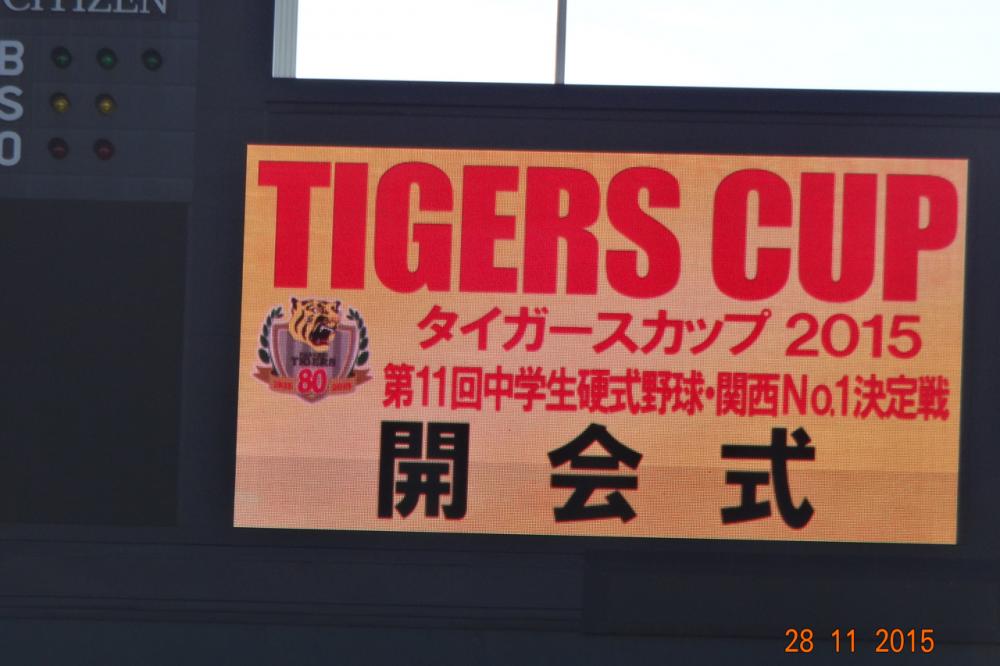 CITIZEN
B
S
O
TIGERS CUP
タイガースカップ 2015
第11回中学生硬式野球・関西No.1決定戦
TIGERS
80
開会式
28 11 2015